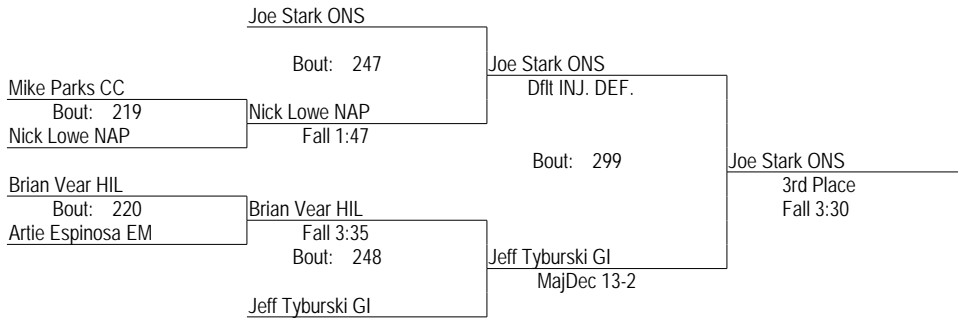 Joe Stark ONS
Bout: 247
Joe Stark ONS
Dflt INJ. DEF.
Mike Parks CC
Bout: 219
Nick Lowe NAP
Nick Lowe NAP
Fall 1:47
Bout: 299
Joe Stark ONS
3rd Place
Fall 3:30
Brian Vear HIL
Bout: 220
Artie Espinosa EM
Brian Vear HIL
Fall 3:35
Bout: 248
Jeff Tyburski GI
MajDec 13-2
Jeff Tyburski GI